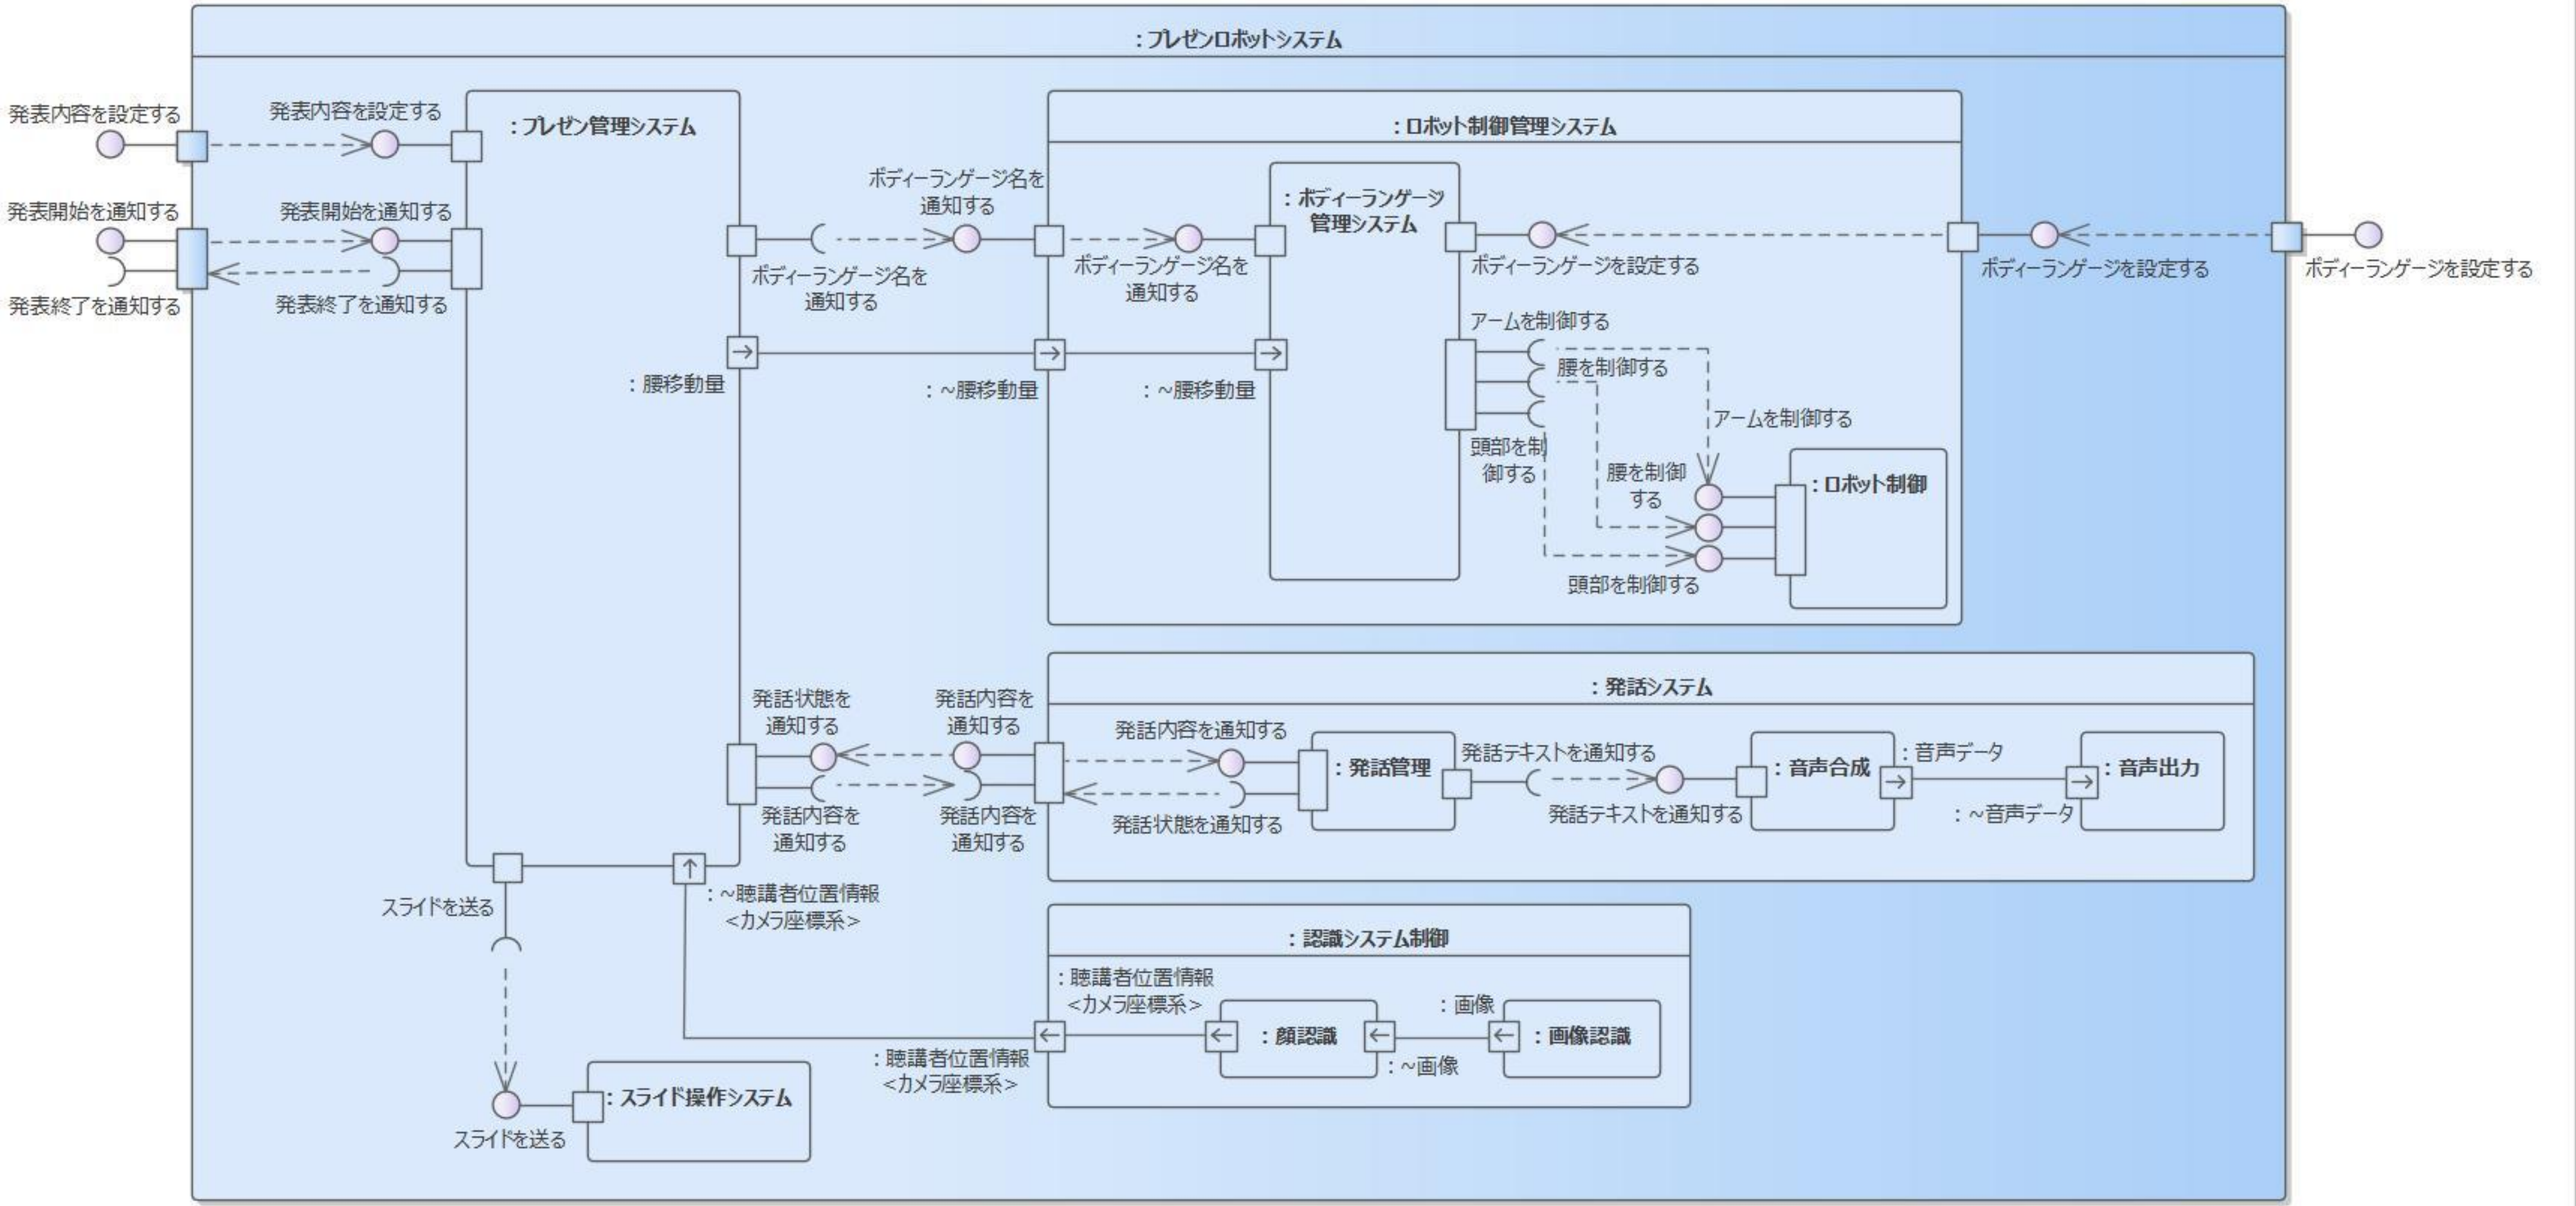 : プレゼンロボットシステム
発表内容を設定する
発表内容を設定する
: プレゼン管理システム
: ロボット制御管理システム
発表開始を通知する
発表開始を通知する
発表終了を通知する
発表終了を通知する
ボディーランゲージ名を
通知する
ボディーランゲージ名を
通知する
ボディーランゲージ名を
通知する
: ボディーランゲージ
管理システム
ボディーランゲージを設定する
ボディーランゲージを設定する
ボディーランゲージを設定する
: 腰移動量
: ~腰移動量
: ~腰移動量
アームを制御する
腰を制御する
頭部を制
御する
アームを制御する
腰を制御
する
頭部を制御する
: ロボット制御
: 発話システム
発話状態を
通知する
発話内容を
通知する
発話内容を
通知する
発話内容を
通知する
発話内容を通知する
発話状態を通知する
: 発話管理
発話テキストを通知する
発話テキストを通知する
: 音声合成
: 音声データ
: ~音声データ
: 音声出力
スライドを送る
: ~聴講者位置情報
<カメラ座標系>
: 認識システム制御
: 聴講者位置情報
<カメラ座標系>
: 聴講者位置情報
<カメラ座標系>
: 顔認識
: 画像
: ~画像
: 画像認識
: スライド操作システム
スライドを送る